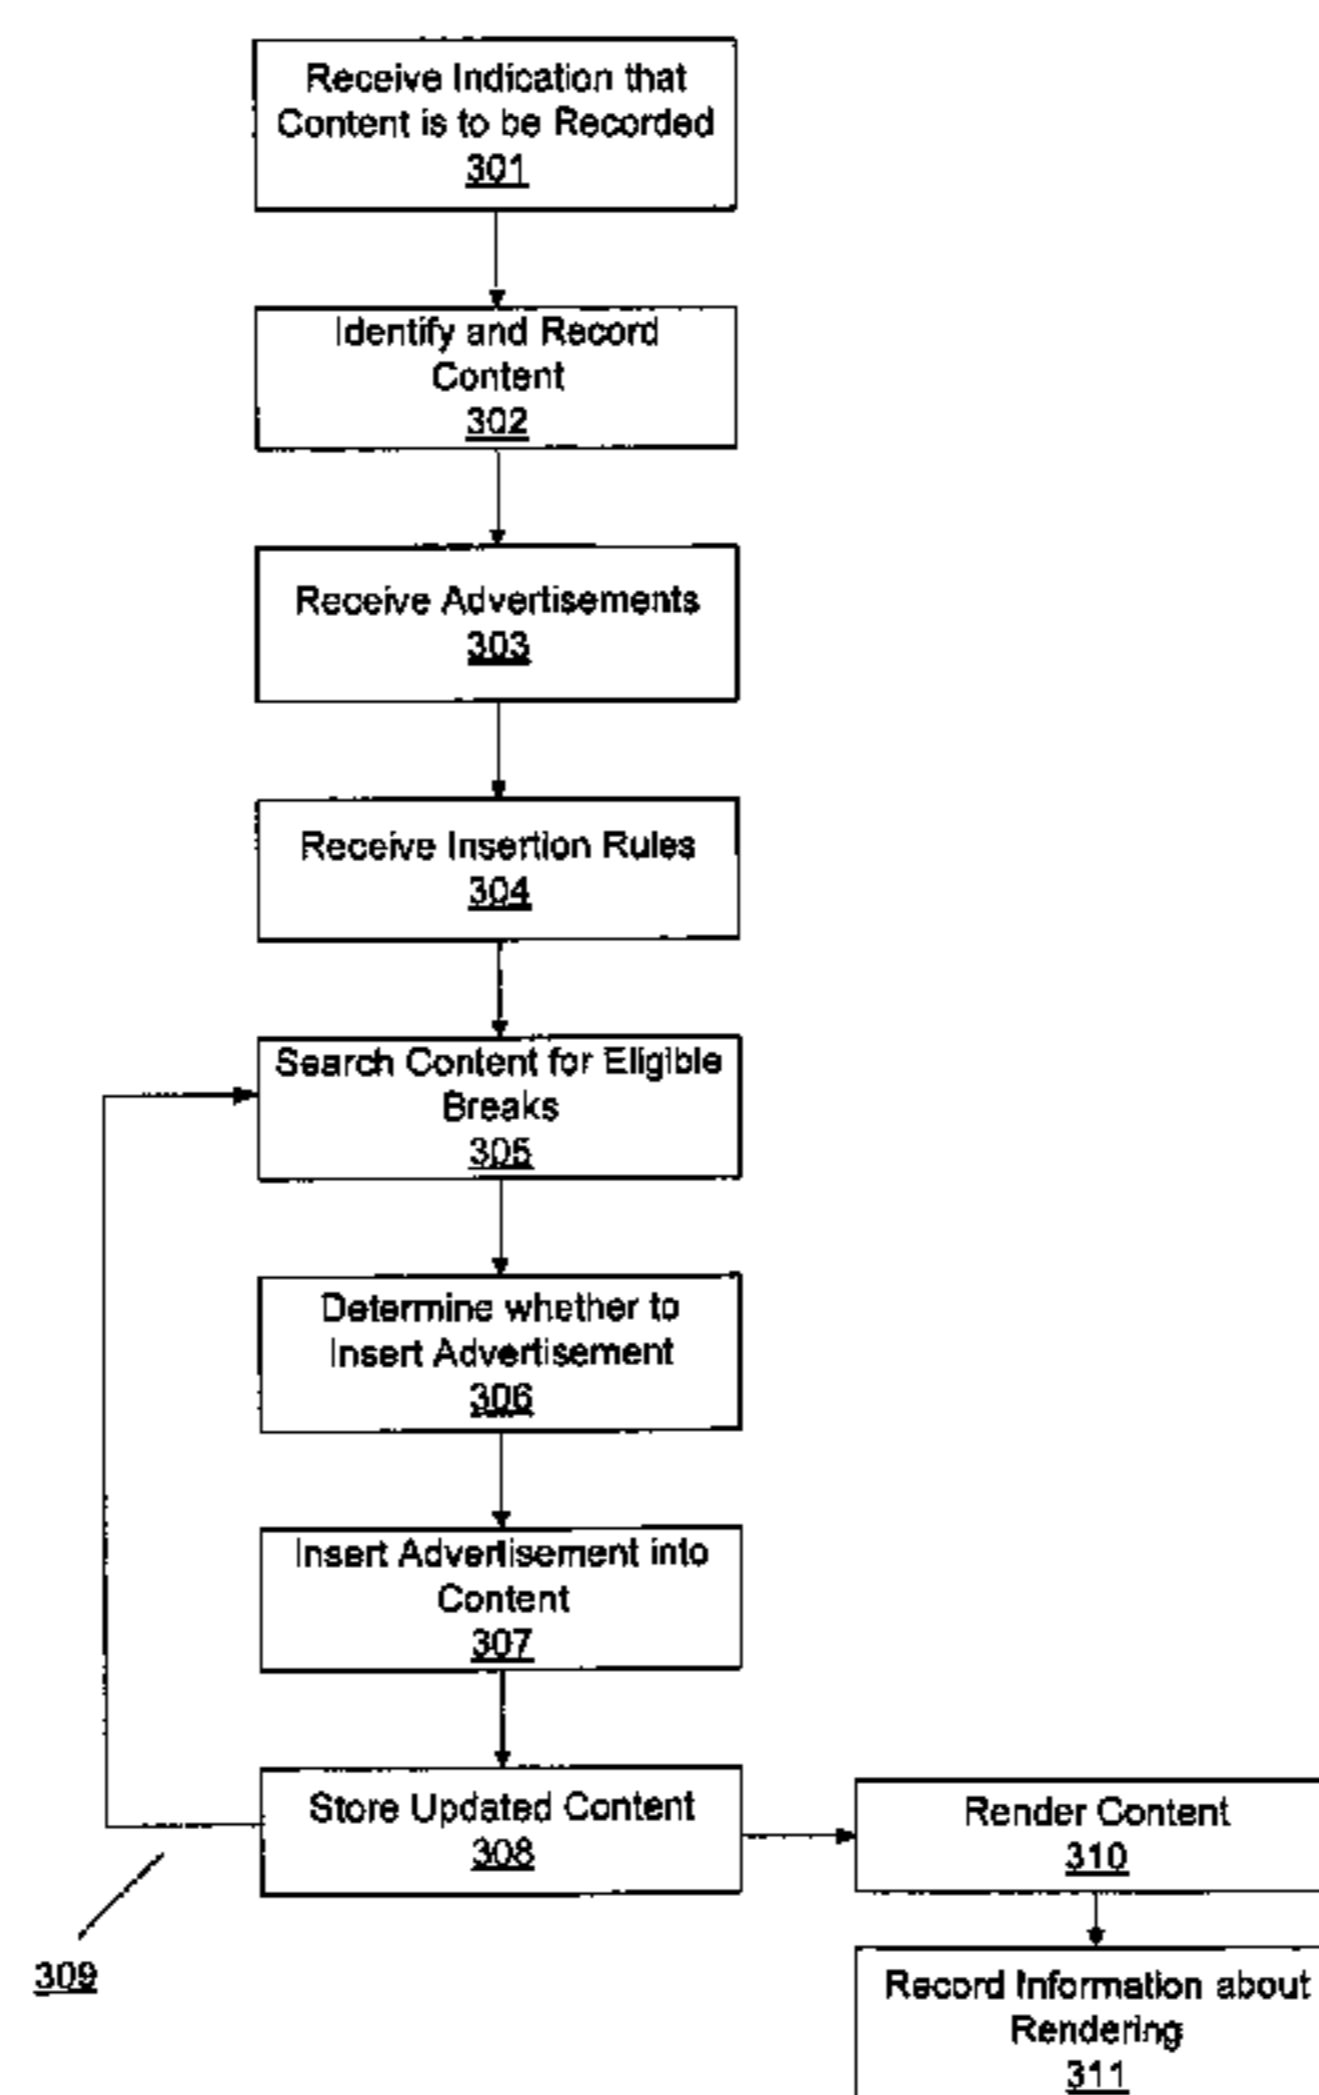 Receive Indication that
Content is to be Recorded
301
Identify and Record
Content
302
Receive Advertisements
303
Receive Insertion Rules
304
Search Content for Eligible
Breaks
305
Determine whether to
Insert Advertisement
306
Insert Advertisement into
Content
307
Store Updated Content
308
309
Render Content
310
Record Information about
Rendering
311